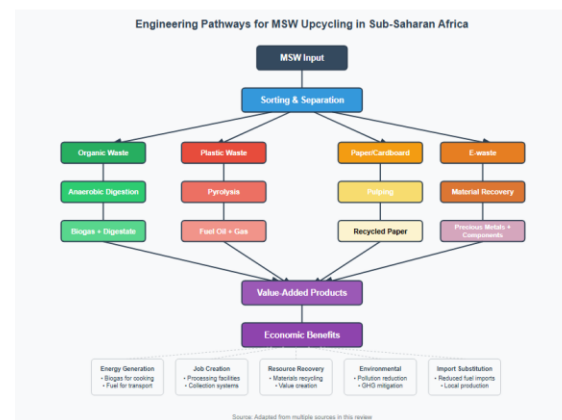 Engineering Pathways for MSW Upcycling in Sub-Saharan Africa
MSW Input
Sorting & Separation
Organic Waste
Plastic Waste
Paper/Cardboard
E-waste
Anaerobic Digestion
Pyrolysis
Pulping
Material Recovery
Biogas + Digestate
Fuel Oil + Gas
Recycled Paper
Previous Metals +
Components
Value-Added Products
Economic Benefits
Energy Generation
• Biogas for cooking
• Fuel for transport
Job Creation
• Processing facilities
• Collection systems
Resource Recovery
• Materials recycling
• Value creation
Environmental
• Pollution reduction
• GHG mitigation
Import Substitution
• Reduced fuel imports
• Local production
Source: Adapted from multiple sources in this review